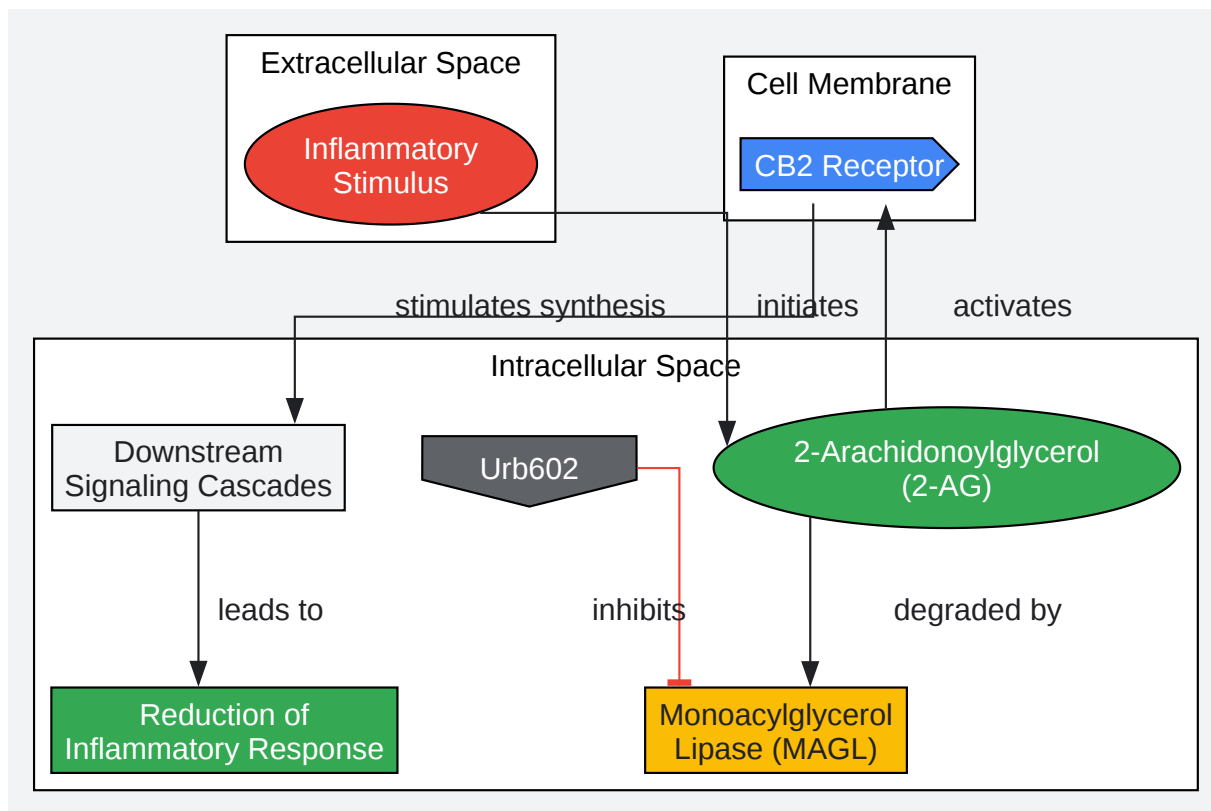 Extracellular Space
Inflammatory
Stimulus
Cell Membrane
CB2 Receptor
stimulates synthesis
initiates
activates
Intracellular Space
Downstream
Signaling Cascades
Urb602
2-Arachidonoylglycerol
(2-AG)
leads to
inhibits
degraded by
Reduction of
Inflammatory Response
Monoacylglycerol
Lipase (MAGL)